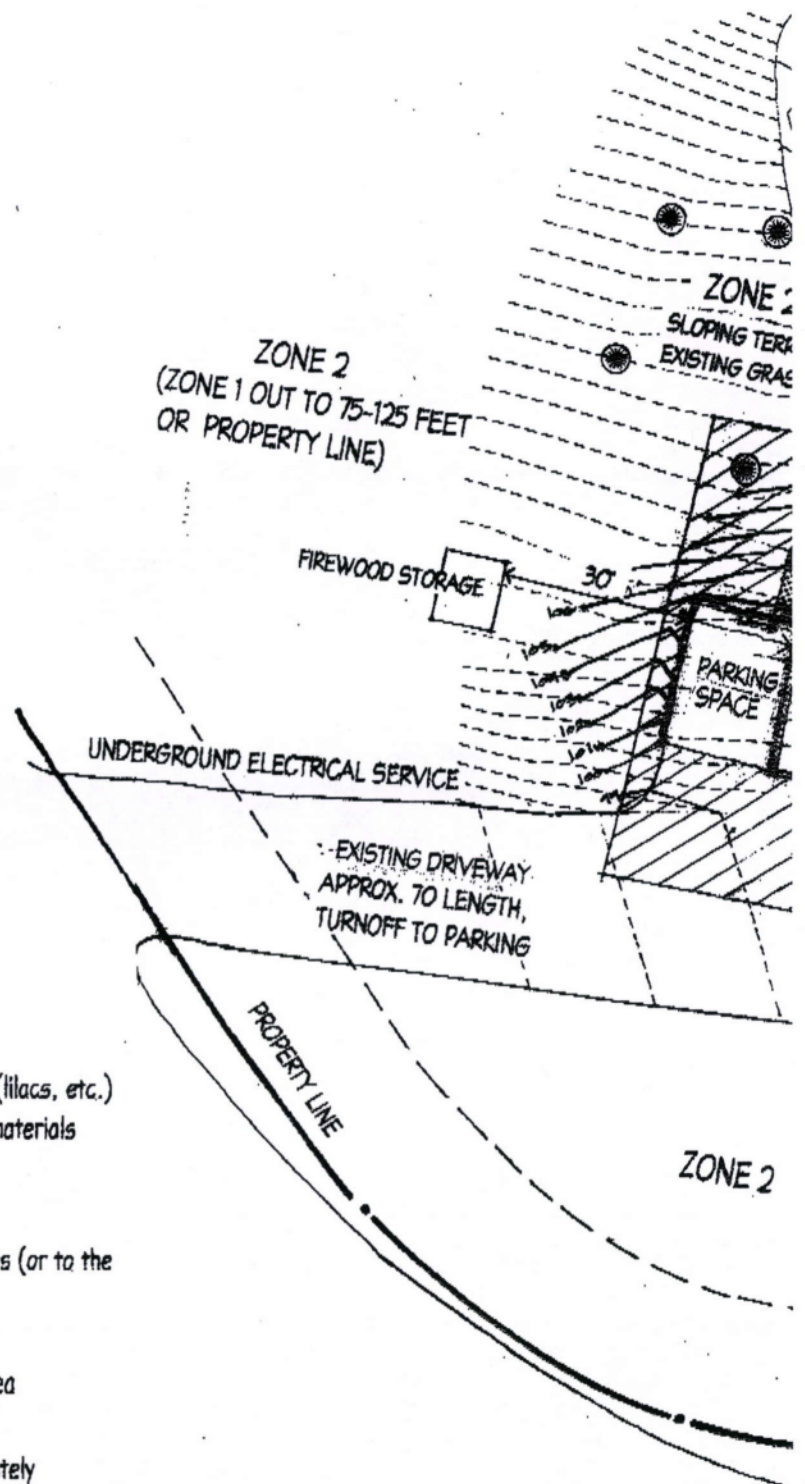 ZONE 2
SLOPING TERR
EXISTING GRAS
ZONE 2
(ZONE 1 OUT TO 75-125 FEET
OR PROPERTY LINE)
FIREWOOD STORAGE
30'
PARKING
SPACE
UNDERGROUND ELECTRICAL SERVICE
EXISTING DRIVEWAY
APPROX. 70 LENGTH,
TURNOFF TO PARKING
PROPERTY LINE
ZONE 2
(lilacs, etc.)
naterials
s (or to the
ea
tely